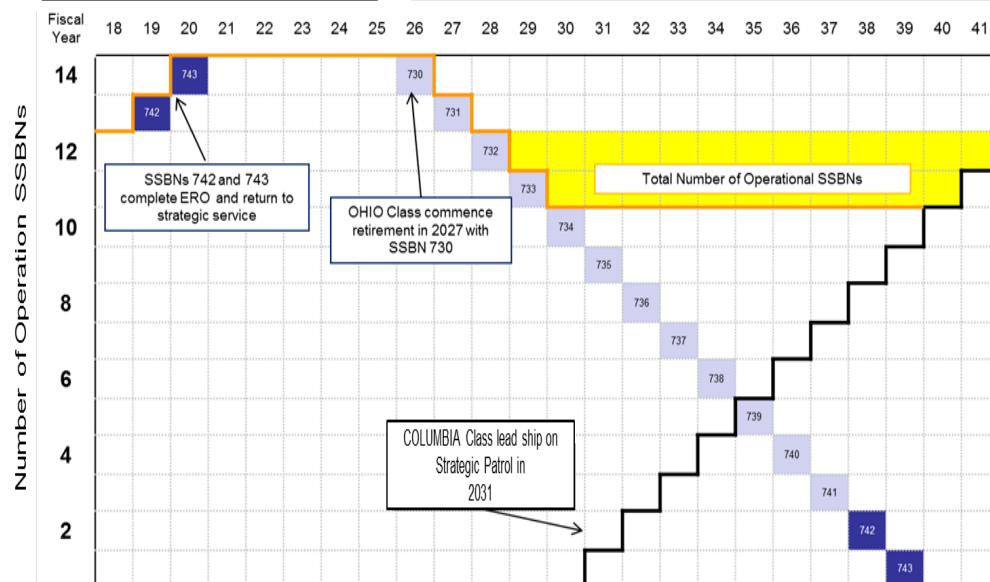 Fiscal
Year
18 19 20 21 22 23 24 25 26 27 28 29 30 31 32 33 34 35 36 37 38 39 40 41
Number of Operation SSBNs
14
743
730
742
731
12
732
733
SSBNs 742 and 743
complete ERO and return to
strategic service
Total Number of Operational SSBNs
OHIO Class commence
retirement in 2027 with
SSBN 730
10
734
735
8
736
737
6
738
739
COLUMBIA Class lead ship on
Strategic Patrol in
2031
4
740
741
2
742
743